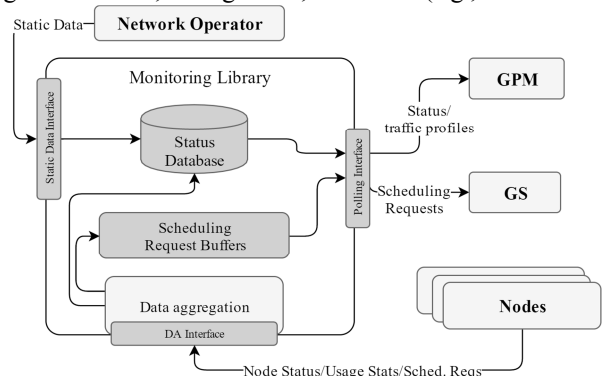 Static Data
Network Operator
Monitoring Library
GPM
Static Data Interface
Status
Database
Polling Interface
Status/
traffic profiles
Scheduling
Requests
GS
Scheduling
Request Buffers
Data aggregation
DA Interface
Nodes
Node Status/Usage Stats/Sched. Reqs